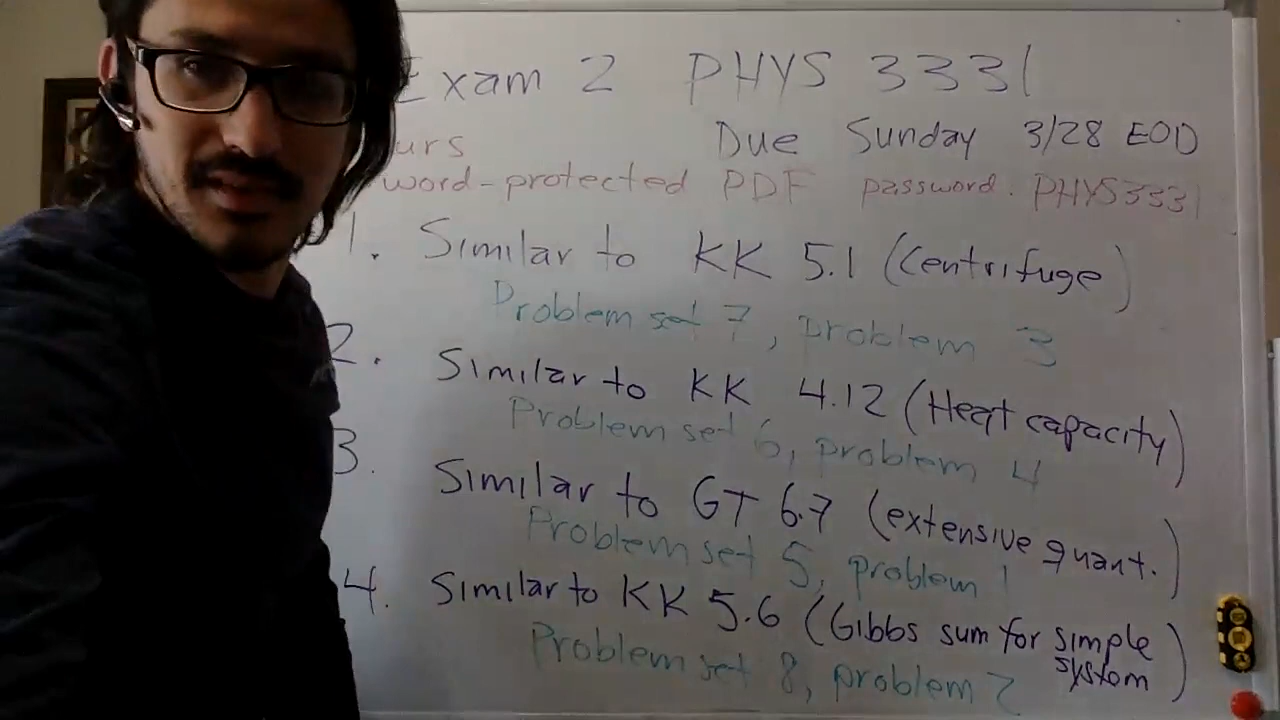 Exam 2 PHYS 3331
urs Due Sunday 3/28 EOD
word-protected PDF password. PHYS3331
1. Similar to KK 5.1 (Centrifuge)
Problem set 7, problem 3
2. Similar to KK 4.12 (Heat capacity)
Problem set 6, problem 4
3. Similar to GT 6.7 (extensive quant.)
Problem set 5, problem 1
4. Similar to KK 5.6 (Gibbs sum for simple system)
Problem set 8, problem 2